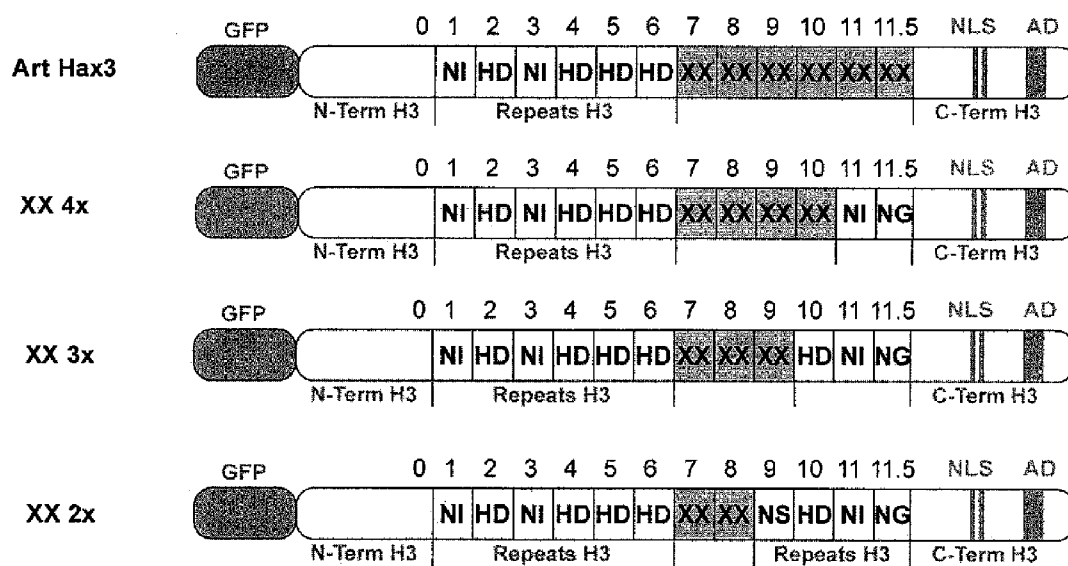 GFP 0 1 2 3 4 5 6 7 8 9 10 11 11.5 NLS AD
Art Hax3 NI HD NI HD HD HD XX XX XX XX XX XX
N-Term H3 Repeats H3 C-Term H3
GFP 0 1 2 3 4 5 6 7 8 9 10 11 11.5 NLS AD
XX 4x NI HD NI HD HD HD XX XX XX XX NI NG
N-Term H3 Repeats H3 C-Term H3
GFP 0 1 2 3 4 5 6 7 8 9 10 11 11.5 NLS AD
XX 3x NI HD NI HD HD HD XX XX XX HD NI NG
N-Term H3 Repeats H3 C-Term H3
GFP 0 1 2 3 4 5 6 7 8 9 10 11 11.5 NLS AD
XX 2x NI HD NI HD HD HD XX XX NS HD NI NG
N-Term H3 Repeats H3 Repeats H3 C-Term H3